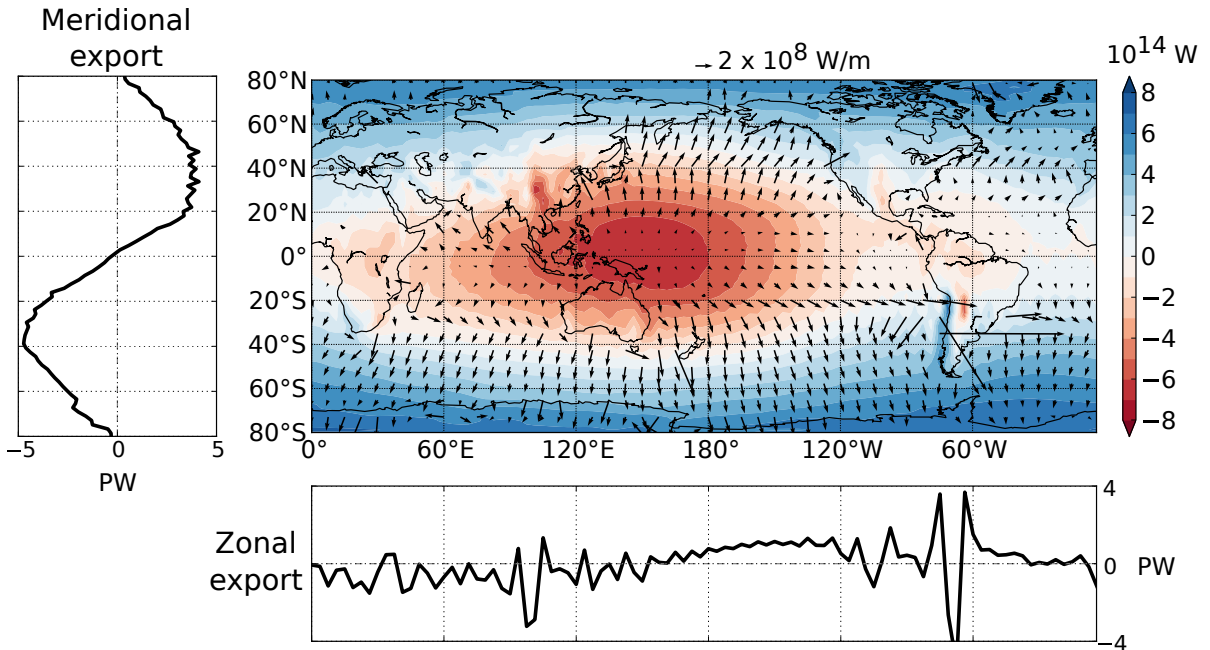 Meridional
export
→ 2 x 10⁸ W/m
10¹⁴ W
80°N
60°N
40°N
20°N
0°
20°S
40°S
60°S
80°S
0°
60°E
120°E
180°
120°W
60°W
8
6
4
2
0
−2
−4
−6
−8
−5
0
5
PW
Zonal
export
4
0
−4
PW